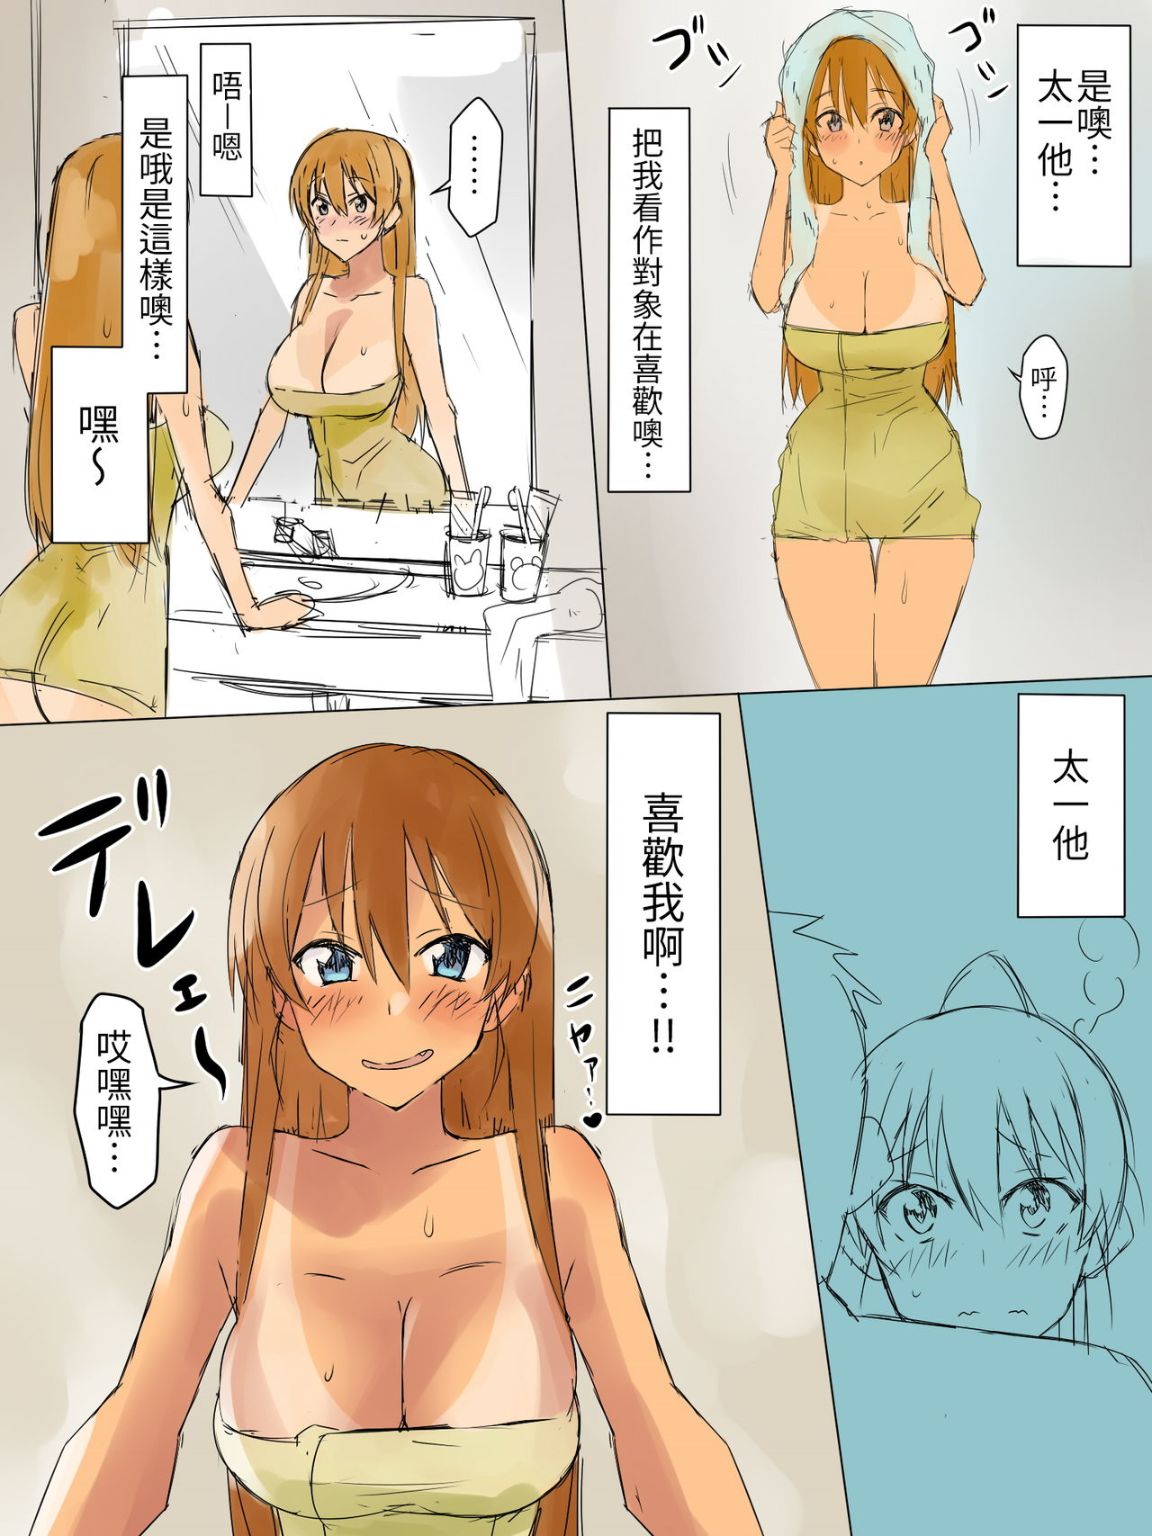 是噢…
太一他…
ゴシ
ゴシ
呼…
把我看作對象在喜歡噢…
……
唔ー嗯
是哦是這樣噢…
嘿～
太一他
喜歡我啊…!!
ニヤァ…♥
デレェ～
哎嘿嘿…